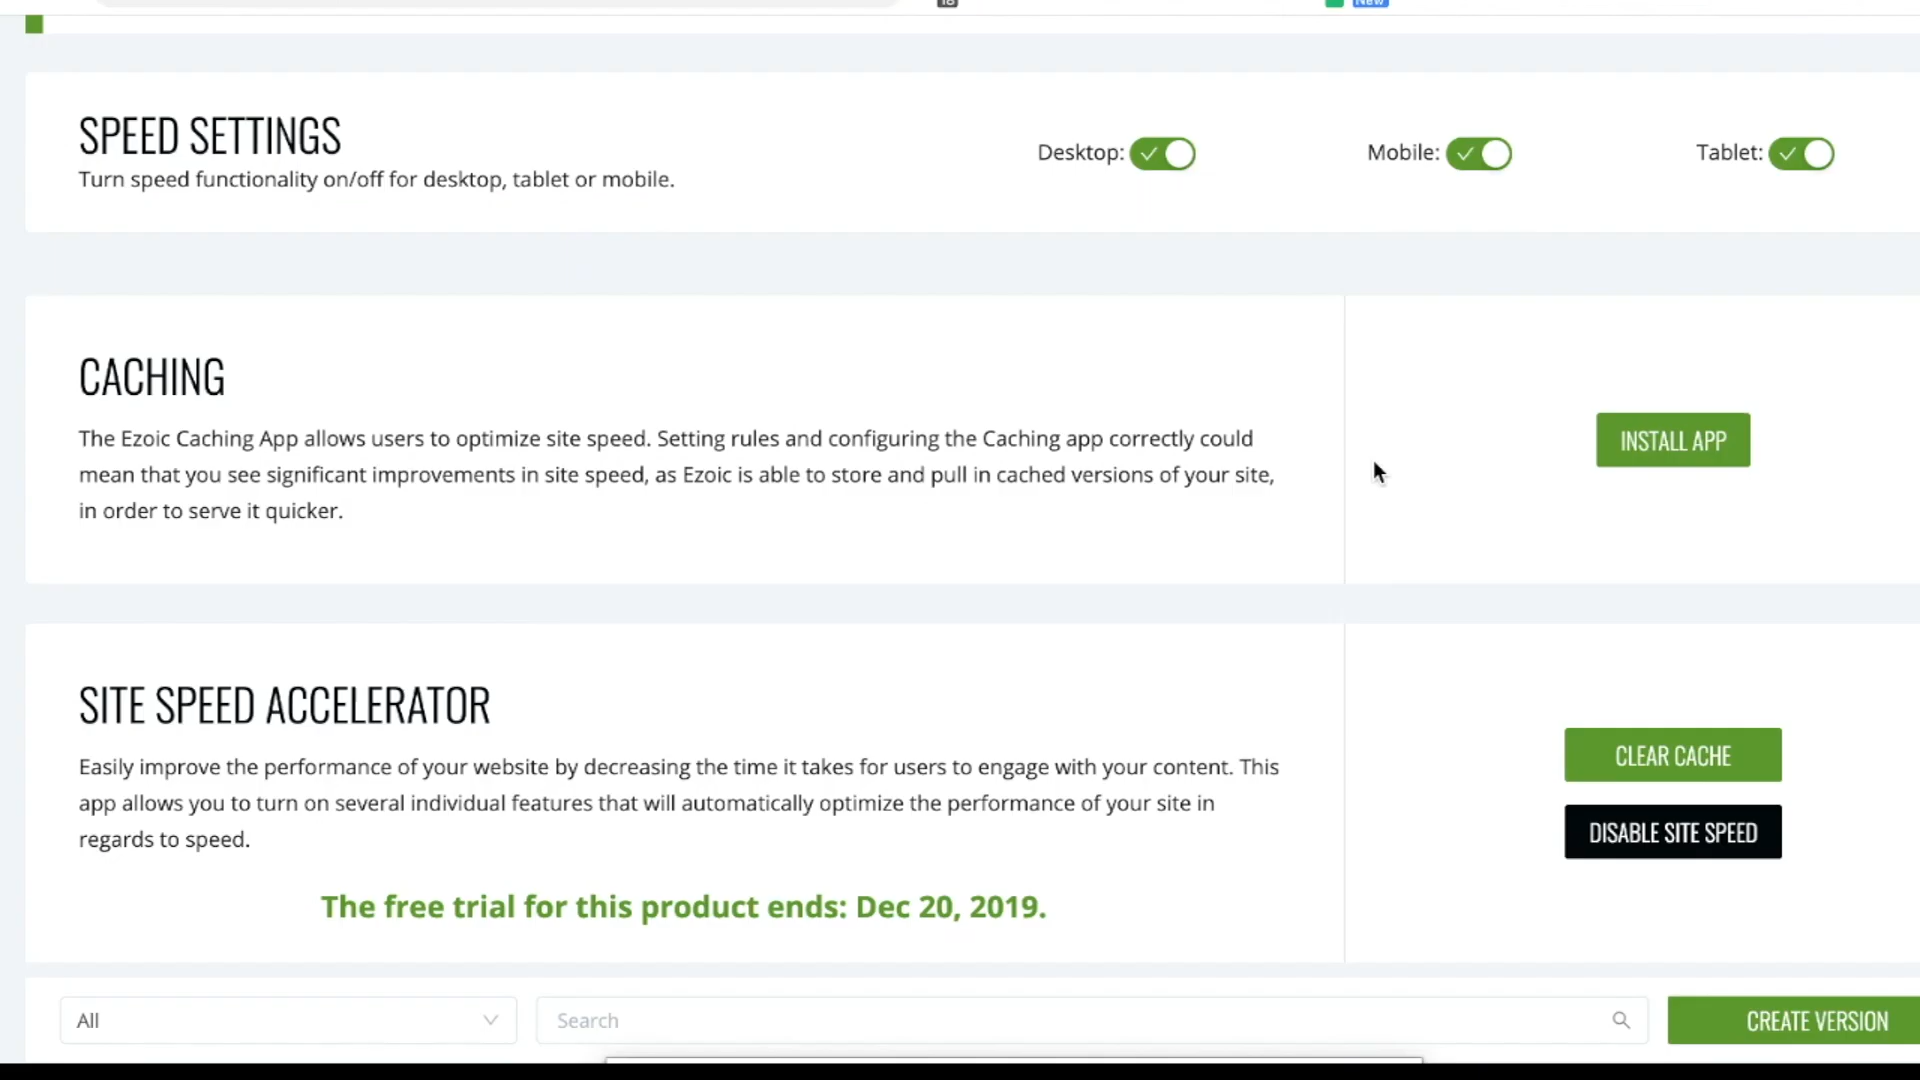 New
SPEED SETTINGS
Turn speed functionality on/off for desktop, tablet or mobile.
Desktop:
Mobile:
Tablet:
CACHING
The Ezoic Caching App allows users to optimize site speed. Setting rules and configuring the Caching app correctly could
mean that you see significant improvements in site speed, as Ezoic is able to store and pull in cached versions of your site,
in order to serve it quicker.
INSTALL APP
SITE SPEED ACCELERATOR
Easily improve the performance of your website by decreasing the time it takes for users to engage with your content. This
app allows you to turn on several individual features that will automatically optimize the performance of your site in
regards to speed.
The free trial for this product ends: Dec 20, 2019.
CLEAR CACHE
DISABLE SITE SPEED
All
Search
CREATE VERSION